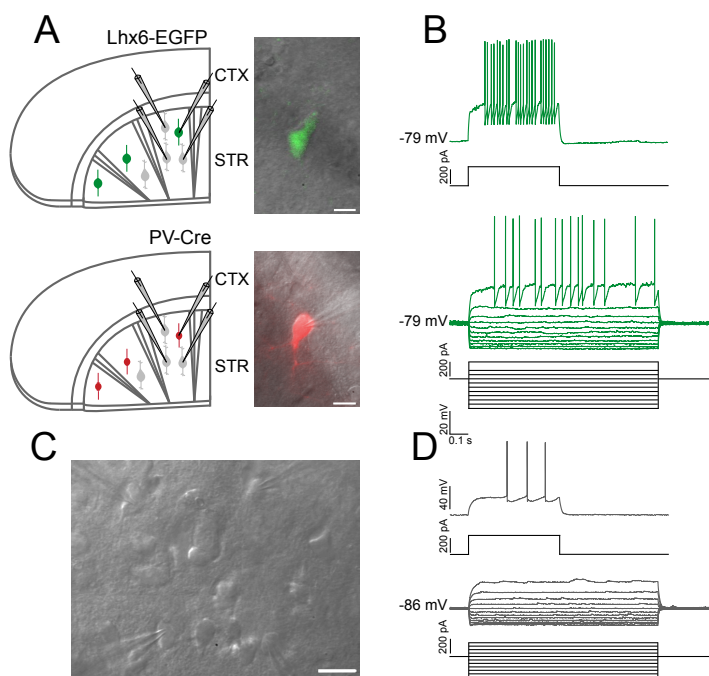 A
Lhx6-EGFP
CTX
STR
PV-Cre
CTX
STR
B
-79 mV
200 pA
-79 mV
200 pA
20 mV
0.1 s
C
D
40 mV
200 pA
-86 mV
200 pA